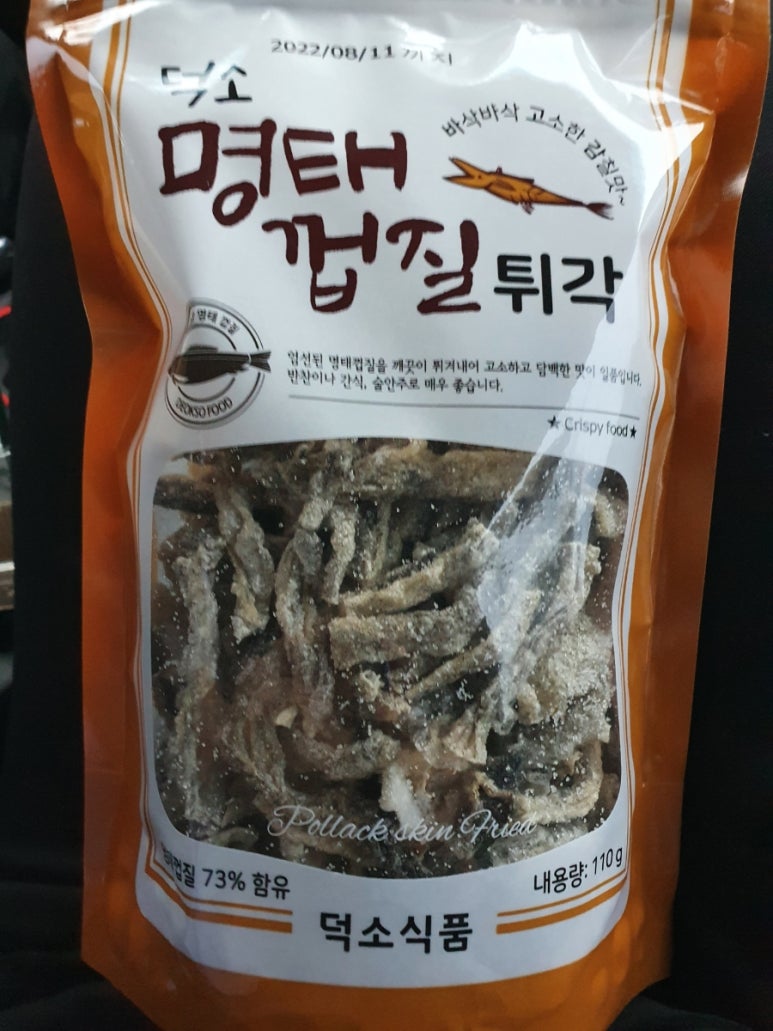 2022/08/11 까지
덕소
명태
껍질 튀각
바삭바삭 고소한 감칠맛~
명태 껍질
DEOKSO FOOD
엄선된 명태껍질을 깨끗이 튀겨내어 고소하고 담백한 맛이 일품입니다.
반찬이나 간식, 술안주로 매우 좋습니다.
★ Crispy food ★
Pollack skin Fried
명태껍질 73% 함유
내용량: 110 g
덕소식품